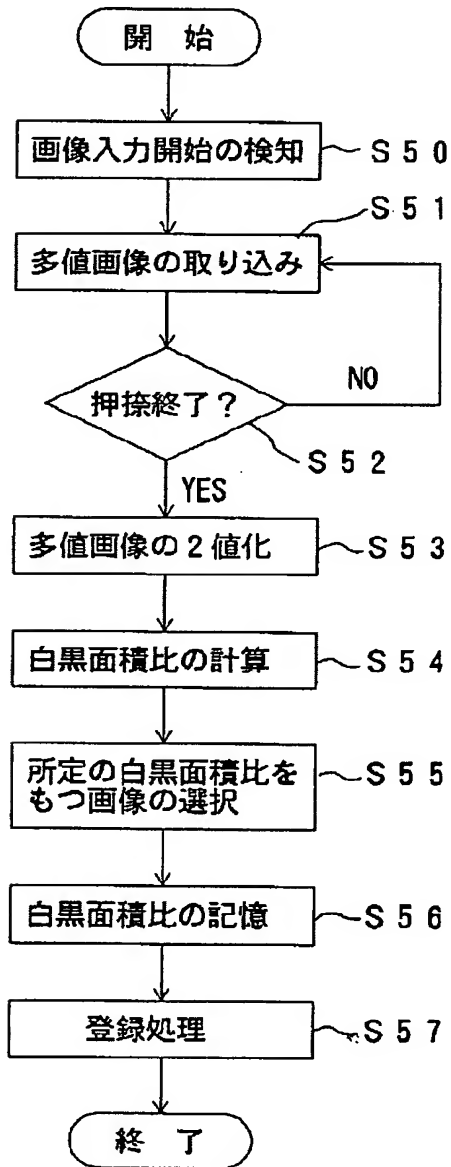 開 始
画像入力開始の検知
S50
S51
多値画像の取り込み
NO
押捺終了?
S52
YES
多値画像の2値化
S53
白黒面積比の計算
S54
所定の白黒面積比を
もつ画像の選択
S55
白黒面積比の記憶
S56
登録処理
S57
終 了